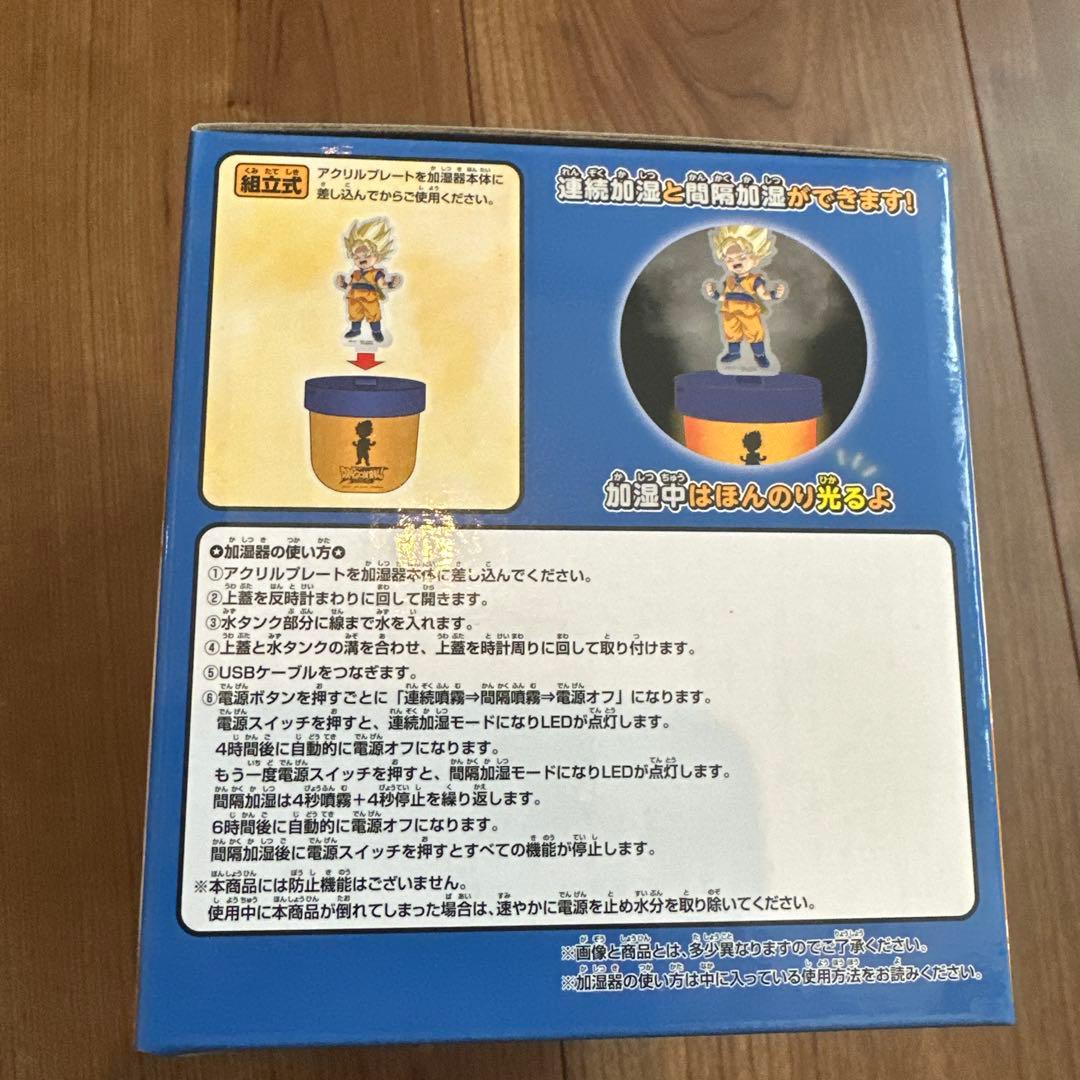 組立式
アクリルプレートを加湿器本体に
差し込んでからご使用ください。
連続加湿と間隔加湿ができます!
加湿中はほんのり光るよ
✪加湿器の使い方✪
①アクリルプレートを加湿器本体に差し込んでください。
②上蓋を反時計まわりに回して開きます。
③水タンク部分に線まで水を入れます。
④上蓋と水タンクの溝を合わせ、上蓋を時計周りに回して取り付けます。
⑤USBケーブルをつなぎます。
⑥電源ボタンを押すごとに「連続噴霧⇒間隔噴霧⇒電源オフ」になります。
電源スイッチを押すと、連続加湿モードになりLEDが点灯します。
4時間後に自動的に電源オフになります。
もう一度電源スイッチを押すと、間隔加湿モードになりLEDが点灯します。
間隔加湿は4秒噴霧+4秒停止を繰り返します。
6時間後に自動的に電源オフになります。
間隔加湿後に電源スイッチを押すとすべての機能が停止します。
※本商品には防止機能はございません。
使用中に本商品が倒れてしまった場合は、速やかに電源を止め水分を取り除いてください。
※画像と商品とは、多少異なりますのでご了承ください。
※加湿器の使い方は中に入っている使用方法をお読みください。